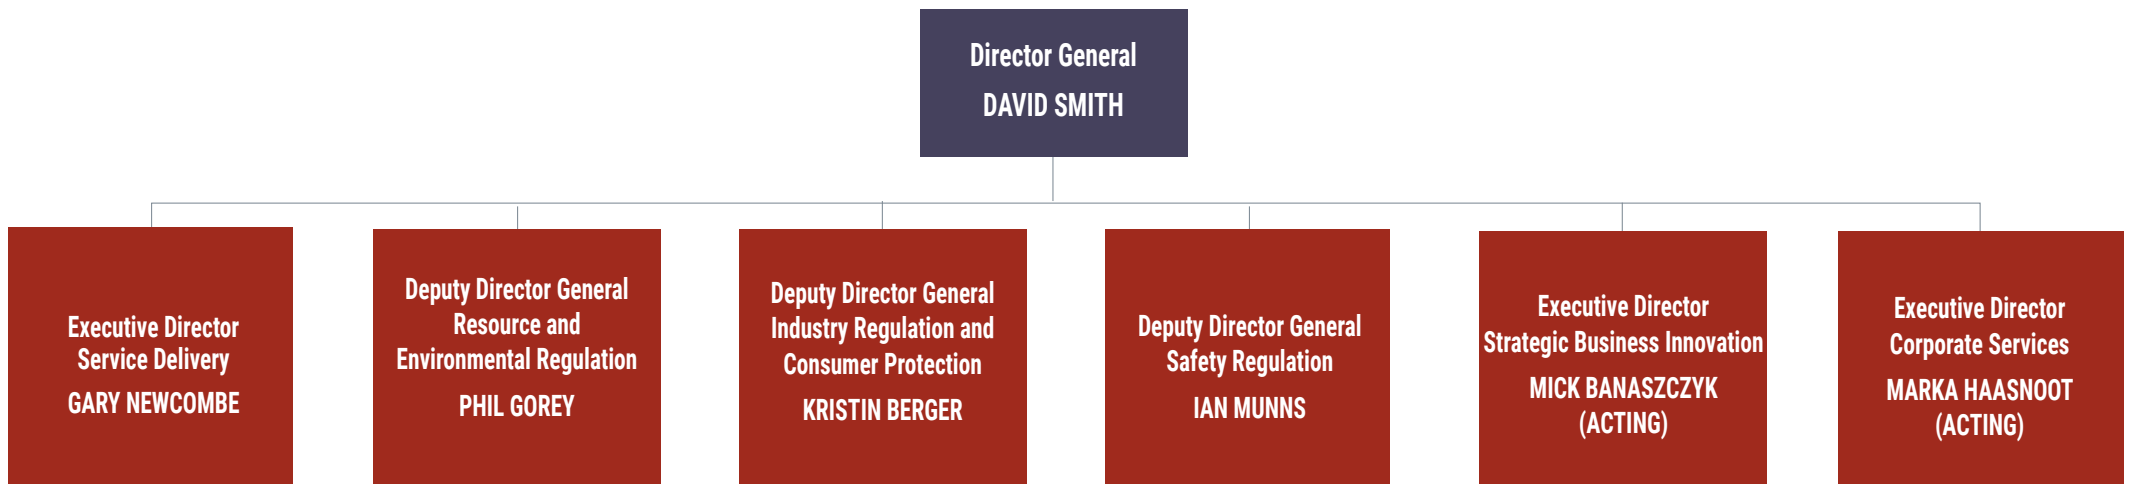 Director General
DAVID SMITH
Executive Director
Service Delivery
GARY NEWCOMBE
Deputy Director General
Resource and
Environmental Regulation
PHIL GOREY
Deputy Director General
Industry Regulation and
Consumer Protection
KRISTIN BERGER
Deputy Director General
Safety Regulation
IAN MUNNS
Executive Director
Strategic Business Innovation
MICK BANASZCZYK
(ACTING)
Executive Director
Corporate Services
MARKA HAASNOOT
(ACTING)